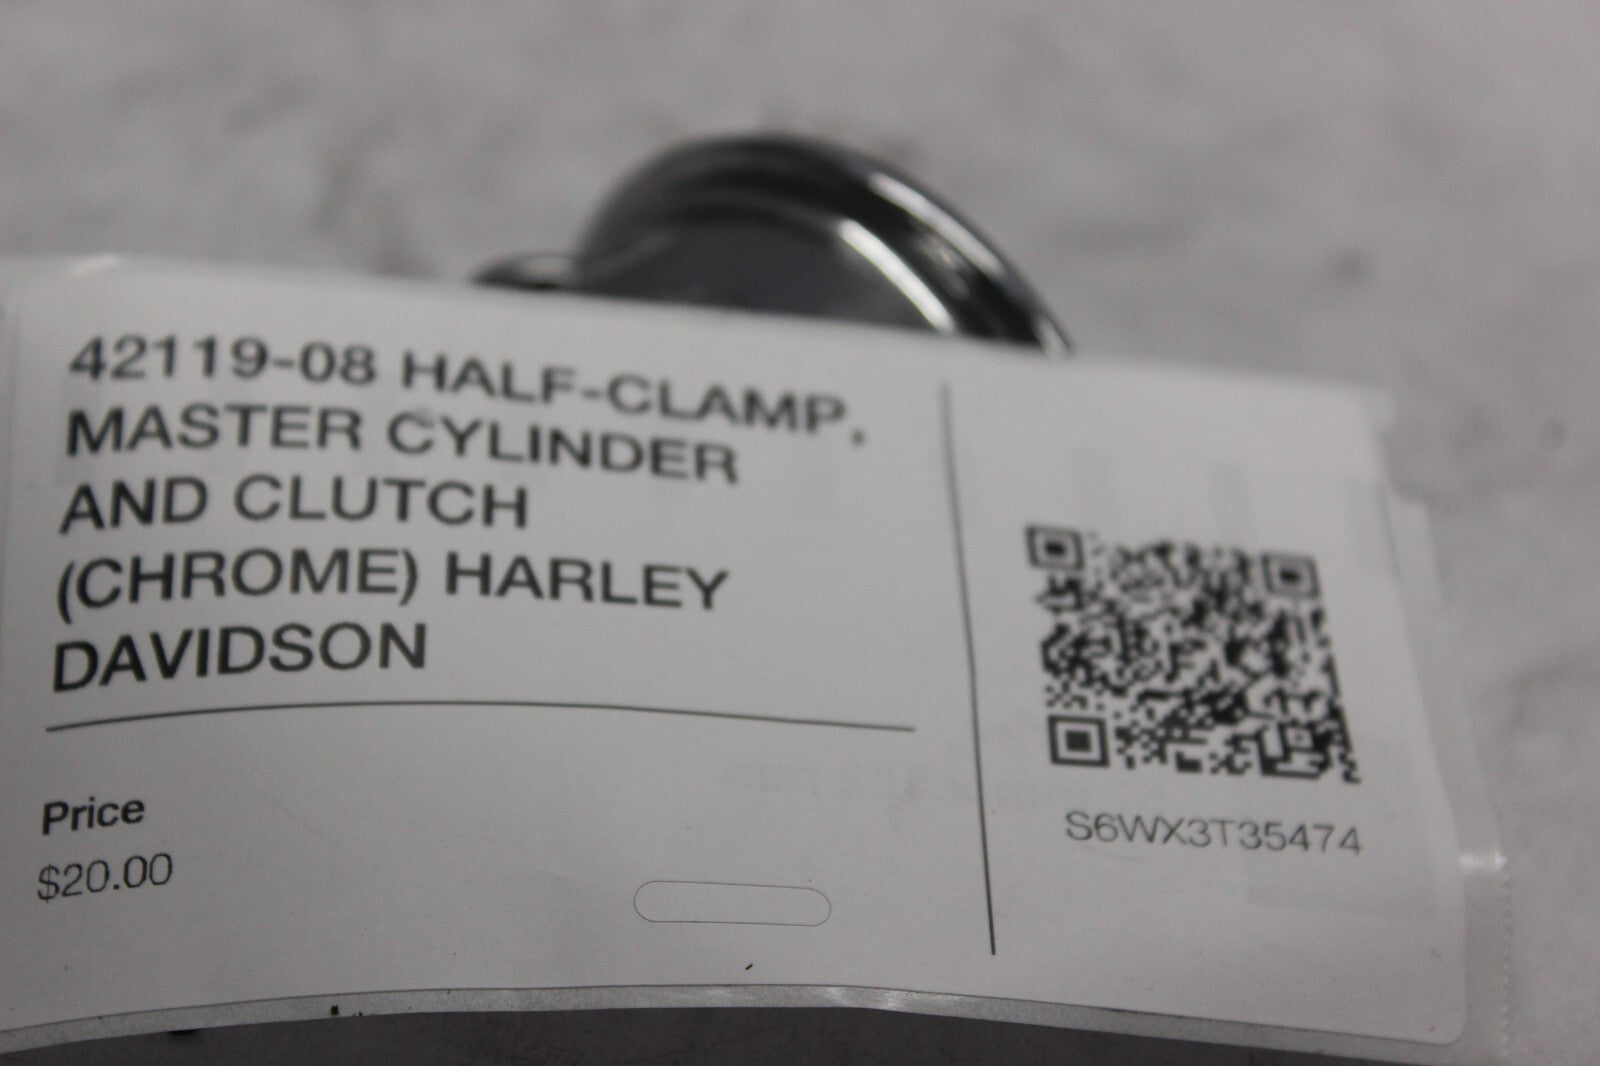 42119-08 HALF-CLAMP,
MASTER CYLINDER
AND CLUTCH
(CHROME) HARLEY
DAVIDSON
Price
$20.00
S6WX3T35474